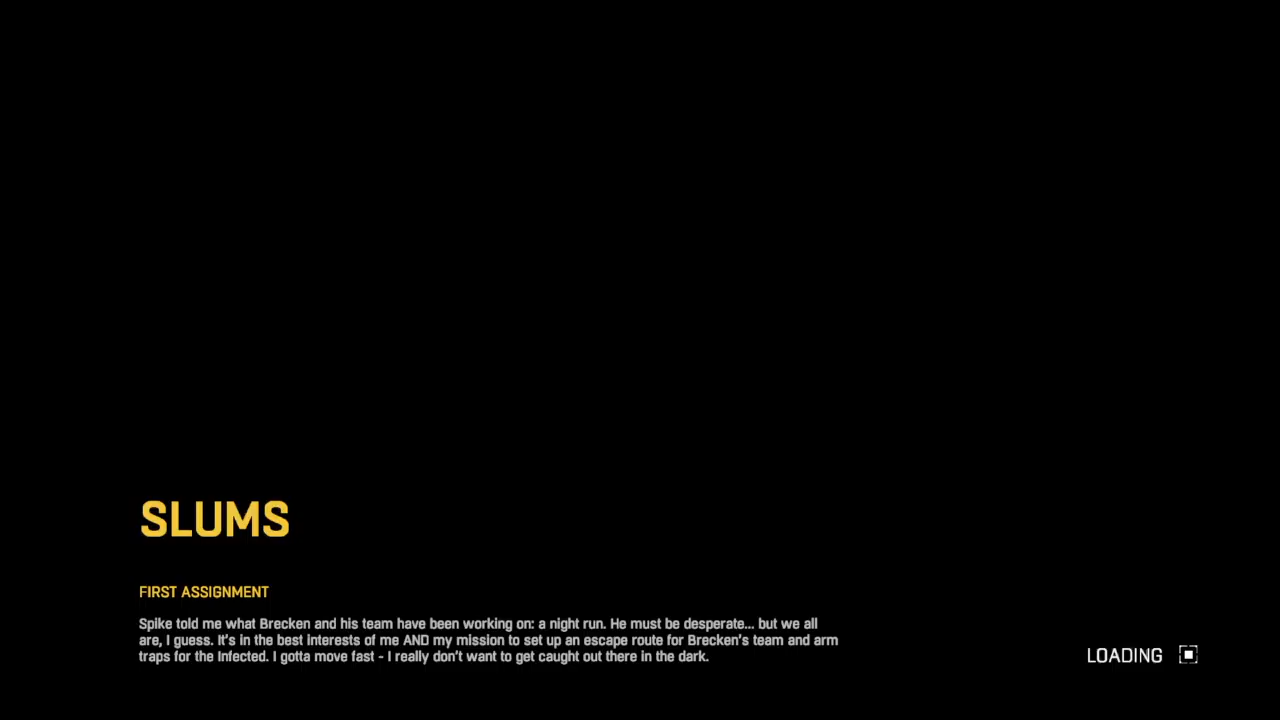 SLUMS
FIRST ASSIGNMENT
Spike told me what Brecken and his team have been working on: a night run. He must be desperate... but we all
are, I guess. It's in the best interests of me AND my mission to set up an escape route for Brecken's team and arm
traps for the Infected. I gotta move fast - I really don't want to get caught out there in the dark.
LOADING